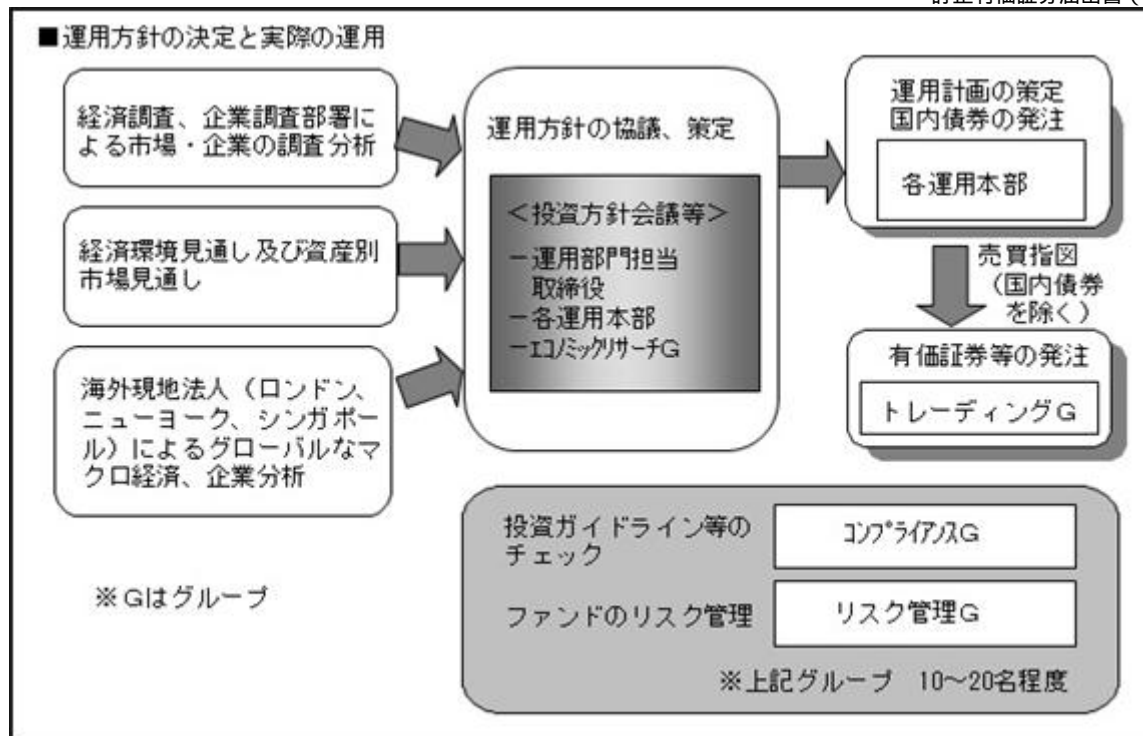 ■運用方針の決定と実際の運用
経済調査、企業調査部署に
よる市場・企業の調査分析
経済環境見通し及び資産別
市場見通し
海外現地法人（ロンドン、
ニューヨーク、シンガポー
ル）によるグローバルなマ
クロ経済、企業分析
※Gはグループ
運用方針の協議、策定
＜投資方針会議等＞
－運用部門担当
取締役
－各運用本部
－ｴｺﾉﾐｯｸﾘｻｰﾁG
運用計画の策定
国内債券の発注
各運用本部
売買指図
（国内債券
を除く）
有価証券等の発注
トレーディングG
投資ガイドライン等の
チェック
ｺﾝﾌﾟﾗｲｱﾝｽG
ファンドのリスク管理
リスク管理G
※上記グループ　10～20名程度